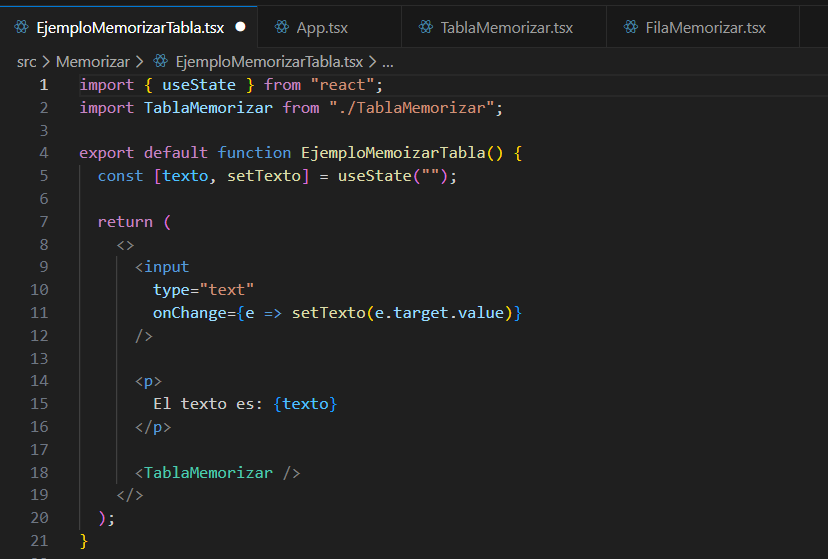 EjemploMemorizarTabla.tsx ● App.tsx TablaMemorizar.tsx FilaMemorizar.tsx
src > Memorizar > EjemploMemorizarTabla.tsx > ...
1 import { useState } from "react";
2 import TablaMemorizar from "./TablaMemorizar";
3
4 export default function EjemploMemoizarTabla() {
5   const [texto, setTexto] = useState("");
6
7   return (
8     <>
9       <input
10         type="text"
11         onChange={e => setTexto(e.target.value)}
12       />
13
14       <p>
15         El texto es: {texto}
16       </p>
17
18       <TablaMemorizar />
19     </>
20   );
21 }